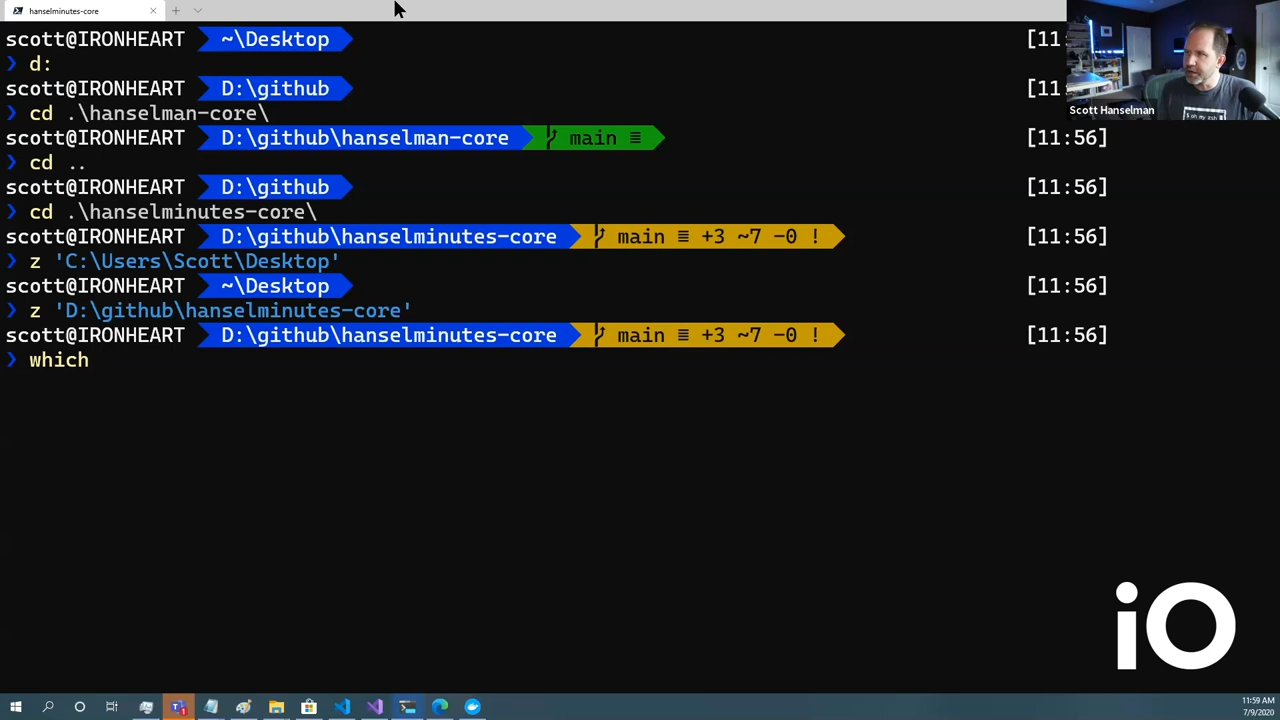 hanselminutes-core
scott@IRONHEART ~\Desktop [11:
❯ d:
scott@IRONHEART D:\github [11:
❯ cd .\hanselman-core\
scott@IRONHEART D:\github\hanselman-core main ≡ [11:56]
❯ cd ..
scott@IRONHEART D:\github [11:56]
❯ cd .\hanselminutes-core\
scott@IRONHEART D:\github\hanselminutes-core main ≡ +3 ~7 -0 ! [11:56]
❯ z 'C:\Users\Scott\Desktop'
scott@IRONHEART ~\Desktop [11:56]
❯ z 'D:\github\hanselminutes-core'
scott@IRONHEART D:\github\hanselminutes-core main ≡ +3 ~7 -0 ! [11:56]
❯ which
Scott Hanselman
iO
11:59 AM
7/9/2020